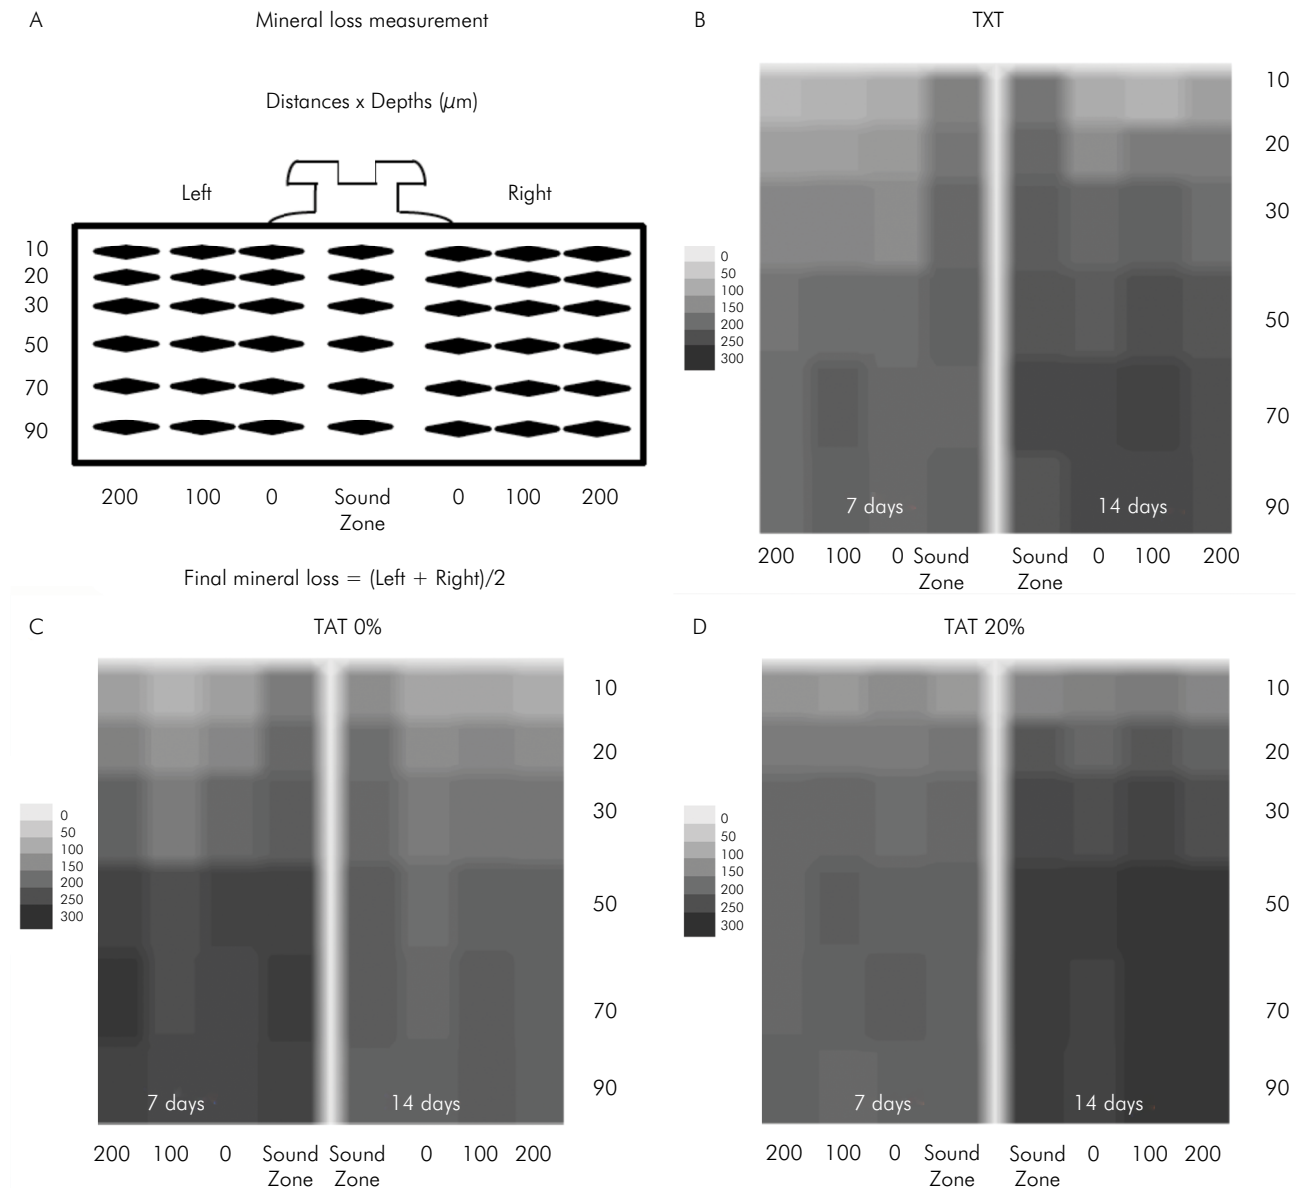 A
Mineral loss measurement
Distances x Depths (μm)
Left
Right
10
20
30
50
70
90
200 100 0 Sound Zone 0 100 200
Final mineral loss = (Left + Right)/2
B
TXT
0
50
100
150
200
250
300
10
20
30
50
70
90
7 days 14 days
200 100 0 Sound Zone Sound Zone 0 100 200
C
TAT 0%
0
50
100
150
200
250
300
10
20
30
50
70
90
7 days 14 days
200 100 0 Sound Zone Sound Zone 0 100 200
D
TAT 20%
0
50
100
150
200
250
300
10
20
30
50
70
90
7 days 14 days
200 100 0 Sound Zone Sound Zone 0 100 200